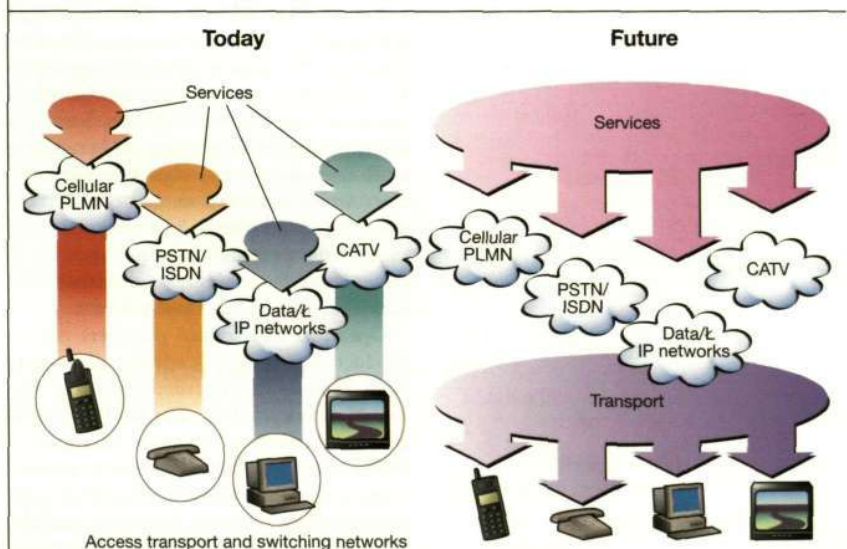 Today
Services
Cellular
PLMN
PSTN/
ISDN
Data/Ł
IP networks
CATV
Access transport and switching networks
Future
Services
Cellular
PLMN
PSTN/
ISDN
Data/Ł
IP networks
CATV
Transport